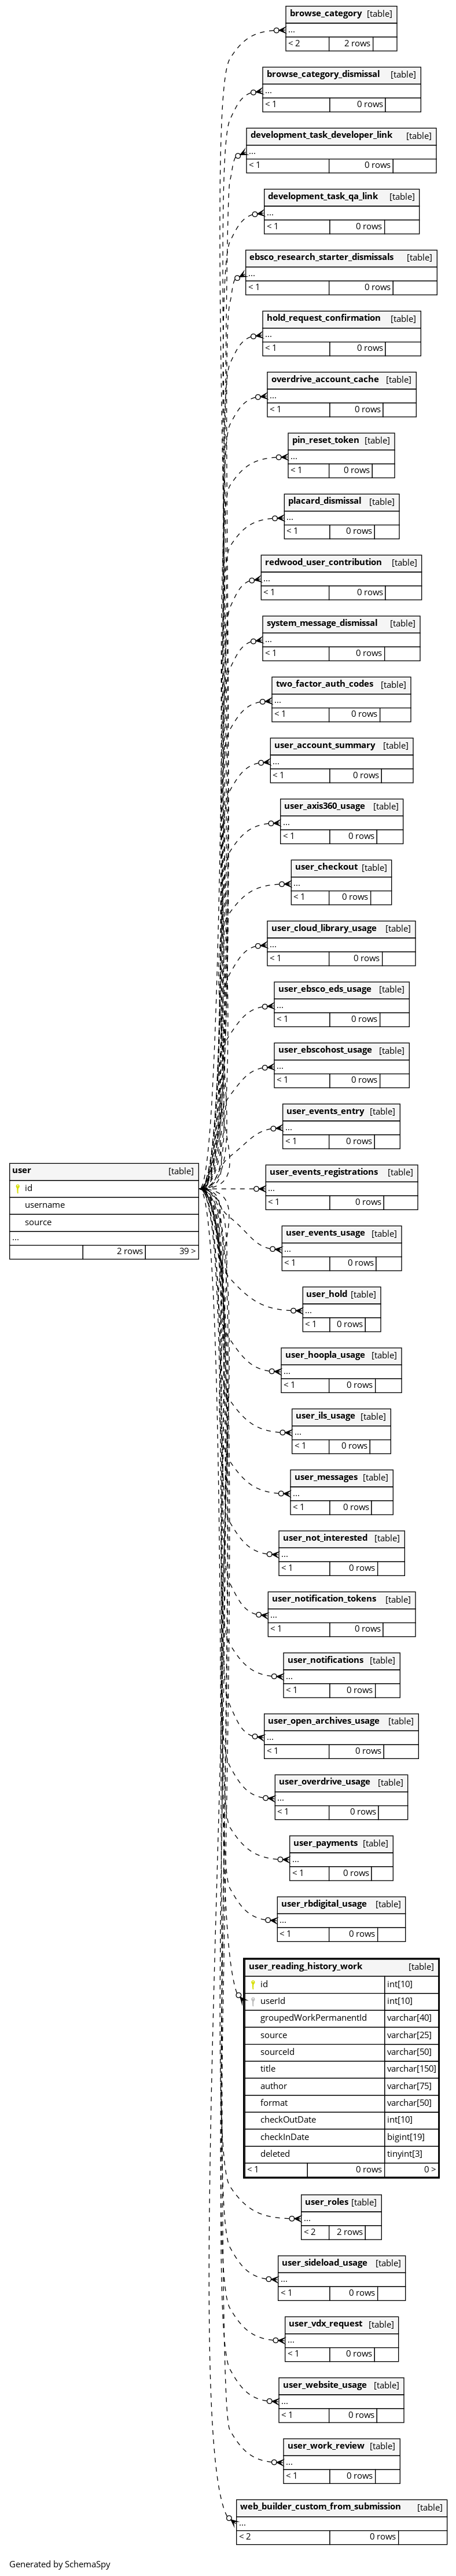 browse_category [table]
...
< 2 2 rows
browse_category_dismissal [table]
...
< 1 0 rows
development_task_developer_link [table]
...
< 1 0 rows
development_task_qa_link [table]
...
< 1 0 rows
ebsco_research_starter_dismissals [table]
...
< 1 0 rows
hold_request_confirmation [table]
...
< 1 0 rows
overdrive_account_cache [table]
...
< 1 0 rows
pin_reset_token [table]
...
< 1 0 rows
placard_dismissal [table]
...
< 1 0 rows
redwood_user_contribution [table]
...
< 1 0 rows
system_message_dismissal [table]
...
< 1 0 rows
two_factor_auth_codes [table]
...
< 1 0 rows
user_account_summary [table]
...
< 1 0 rows
user_axis360_usage [table]
...
< 1 0 rows
user_checkout [table]
...
< 1 0 rows
user_cloud_library_usage [table]
...
< 1 0 rows
user_ebsco_eds_usage [table]
...
< 1 0 rows
user_ebscohost_usage [table]
...
< 1 0 rows
user_events_entry [table]
...
< 1 0 rows
user [table]
id
username
source
...
2 rows 39 >
user_events_registrations [table]
...
< 1 0 rows
user_events_usage [table]
...
< 1 0 rows
user_hold [table]
...
< 1 0 rows
user_hoopla_usage [table]
...
< 1 0 rows
user_ils_usage [table]
...
< 1 0 rows
user_messages [table]
...
< 1 0 rows
user_not_interested [table]
...
< 1 0 rows
user_notification_tokens [table]
...
< 1 0 rows
user_notifications [table]
...
< 1 0 rows
user_open_archives_usage [table]
...
< 1 0 rows
user_overdrive_usage [table]
...
< 1 0 rows
user_payments [table]
...
< 1 0 rows
user_rbdigital_usage [table]
...
< 1 0 rows
user_reading_history_work [table]
id int[10]
userId int[10]
groupedWorkPermanentId varchar[40]
source varchar[25]
sourceId varchar[50]
title varchar[150]
author varchar[75]
format varchar[50]
checkOutDate int[10]
checkInDate bigint[19]
deleted tinyint[3]
< 1 0 rows 0 >
user_roles [table]
...
< 2 2 rows
user_sideload_usage [table]
...
< 1 0 rows
user_vdx_request [table]
...
< 1 0 rows
user_website_usage [table]
...
< 1 0 rows
user_work_review [table]
...
< 1 0 rows
web_builder_custom_from_submission [table]
...
< 2 0 rows
Generated by SchemaSpy